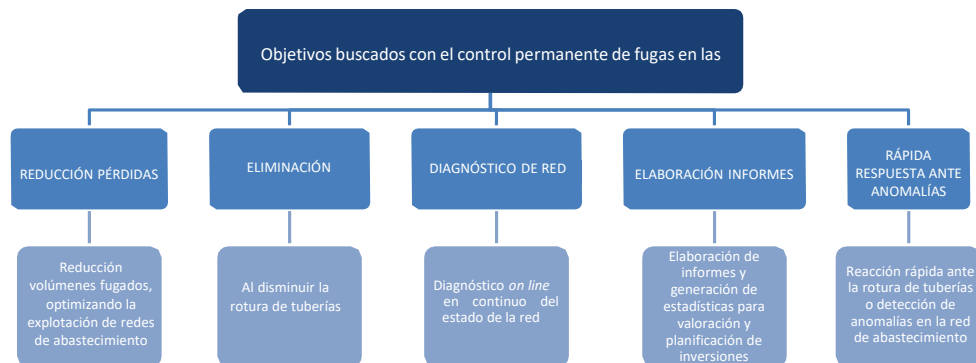 Objetivos buscados con el control permanente de fugas en las
REDUCCIÓN PÉRDIDAS
ELIMINACIÓN
DIAGNÓSTICO DE RED
ELABORACIÓN INFORMES
RÁPIDA
RESPUESTA ANTE
ANOMALÍAS
Reducción
volúmenes fugados,
optimizando la
explotación de redes
de abastecimiento
Al disminuir la
rotura de tuberías
Diagnóstico on line
en continuo del
estado de la red
Elaboración de
informes y
generación de
estadísticas para
valoración y
planificación de
inversiones
Reacción rápida ante
la rotura de tuberías
o detección de
anomalías en la red
de abastecimiento